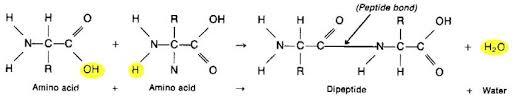 (Peptide bond)
H H O R OH H H O H R OH
N-C-C + N-C-C → N-C-C N-C-C + H₂O
H R OH H N O H R H O
Amino acid + Amino acid → Dipeptide + Water